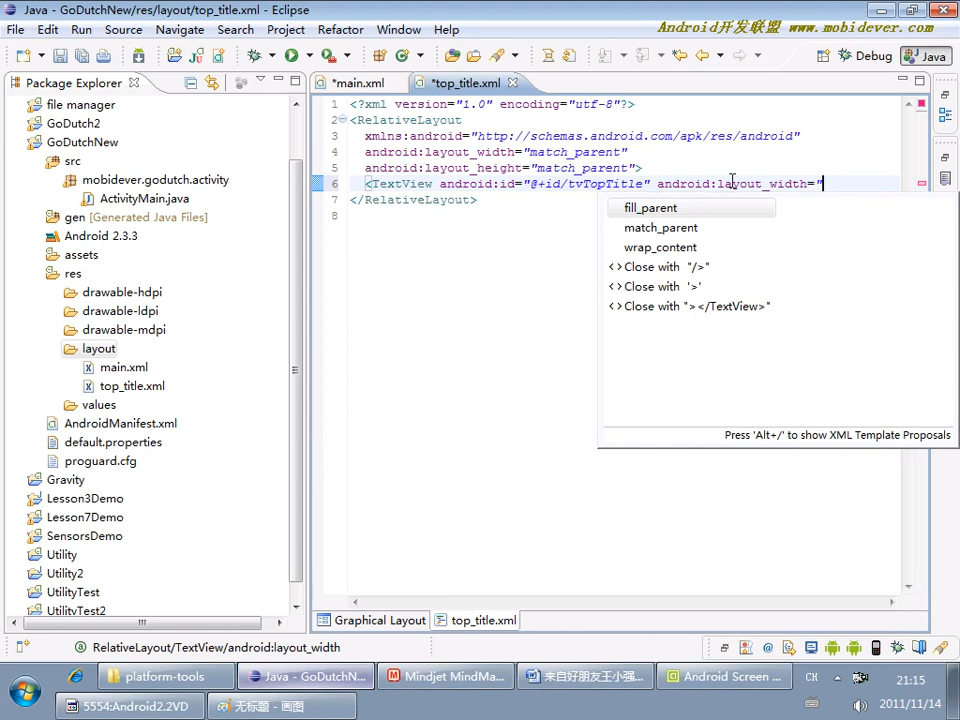 Java - GoDutchNew/res/layout/top_title.xml - Eclipse
File Edit Run Source Navigate Search Project Refactor Window Help
Android开发联盟 www.mobidever.com
Debug Java
Package Explorer
*main.xml *top_title.xml
file manager
GoDutch2
GoDutchNew
src
mobidever.godutch.activity
ActivityMain.java
gen [Generated Java Files]
Android 2.3.3
assets
res
drawable-hdpi
drawable-ldpi
drawable-mdpi
layout
main.xml
top_title.xml
values
AndroidManifest.xml
default.properties
proguard.cfg
Gravity
Lesson3Demo
Lesson7Demo
SensorsDemo
Utility
Utility2
UtilityTest
UtilityTest2
1 <?xml version="1.0" encoding="utf-8"?>
2 <RelativeLayout
3 xmlns:android="http://schemas.android.com/apk/res/android"
4 android:layout_width="match_parent"
5 android:layout_height="match_parent">
6 <TextView android:id="@+id/tvTopTitle" android:layout_width="
7 </RelativeLayout>
8
fill_parent
match_parent
wrap_content
<> Close with "/>"
<> Close with '>'
<> Close with "></TextView>"
Press 'Alt+/' to show XML Template Proposals
Graphical Layout top_title.xml
RelativeLayout/TextView/android:layout_width
platform-tools
Java - GoDutchN...
Mindjet MindMa...
来自好朋友王小强...
Android Screen ...
CH
21:15
5554:Android2.2VD
无标题 - 画图
2011/11/14